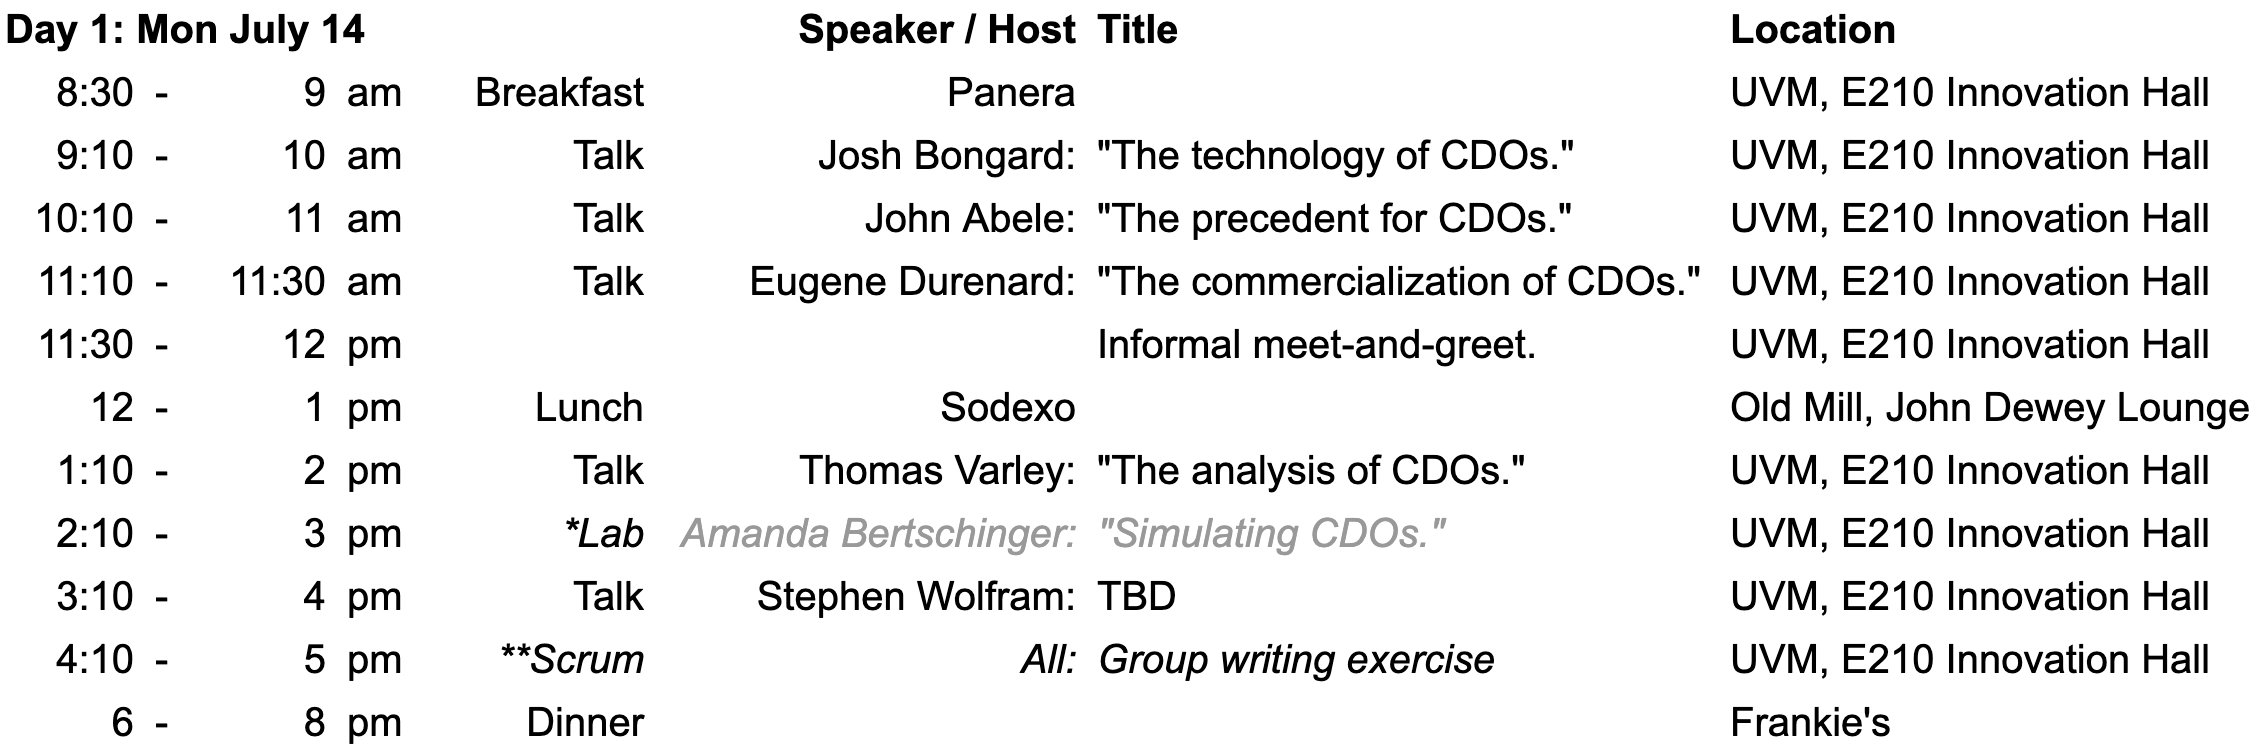 Day 1: Mon July 14 Speaker / Host Title Location
8:30 - 9 am Breakfast Panera UVM, E210 Innovation Hall
9:10 - 10 am Talk Josh Bongard: "The technology of CDOs." UVM, E210 Innovation Hall
10:10 - 11 am Talk John Abele: "The precedent for CDOs." UVM, E210 Innovation Hall
11:10 - 11:30 am Talk Eugene Durenard: "The commercialization of CDOs." UVM, E210 Innovation Hall
11:30 - 12 pm Informal meet-and-greet. UVM, E210 Innovation Hall
12 - 1 pm Lunch Sodexo Old Mill, John Dewey Lounge
1:10 - 2 pm Talk Thomas Varley: "The analysis of CDOs." UVM, E210 Innovation Hall
2:10 - 3 pm *Lab Amanda Bertschinger: "Simulating CDOs." UVM, E210 Innovation Hall
3:10 - 4 pm Talk Stephen Wolfram: TBD UVM, E210 Innovation Hall
4:10 - 5 pm **Scrum All: Group writing exercise UVM, E210 Innovation Hall
6 - 8 pm Dinner Frankie's